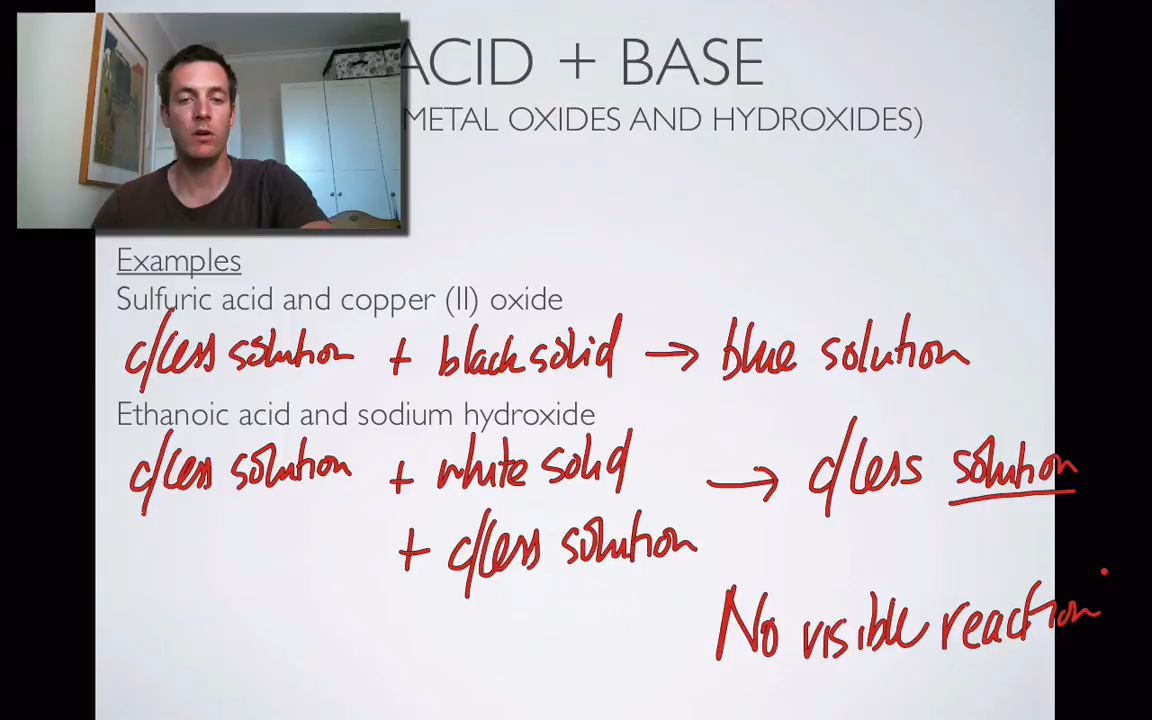 ACID + BASE
METAL OXIDES AND HYDROXIDES)
Examples
Sulfuric acid and copper (II) oxide
c/less solution + black solid → blue solution
Ethanoic acid and sodium hydroxide
c/less solution + white solid → c/less solution
+ c/less solution
No visible reaction